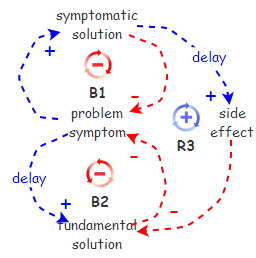 symptomatic
solution
delay
+
−
B1
−
+
problem
symptom
+
R3
side
effect
−
delay
−
+
B2
−
fundamental
solution